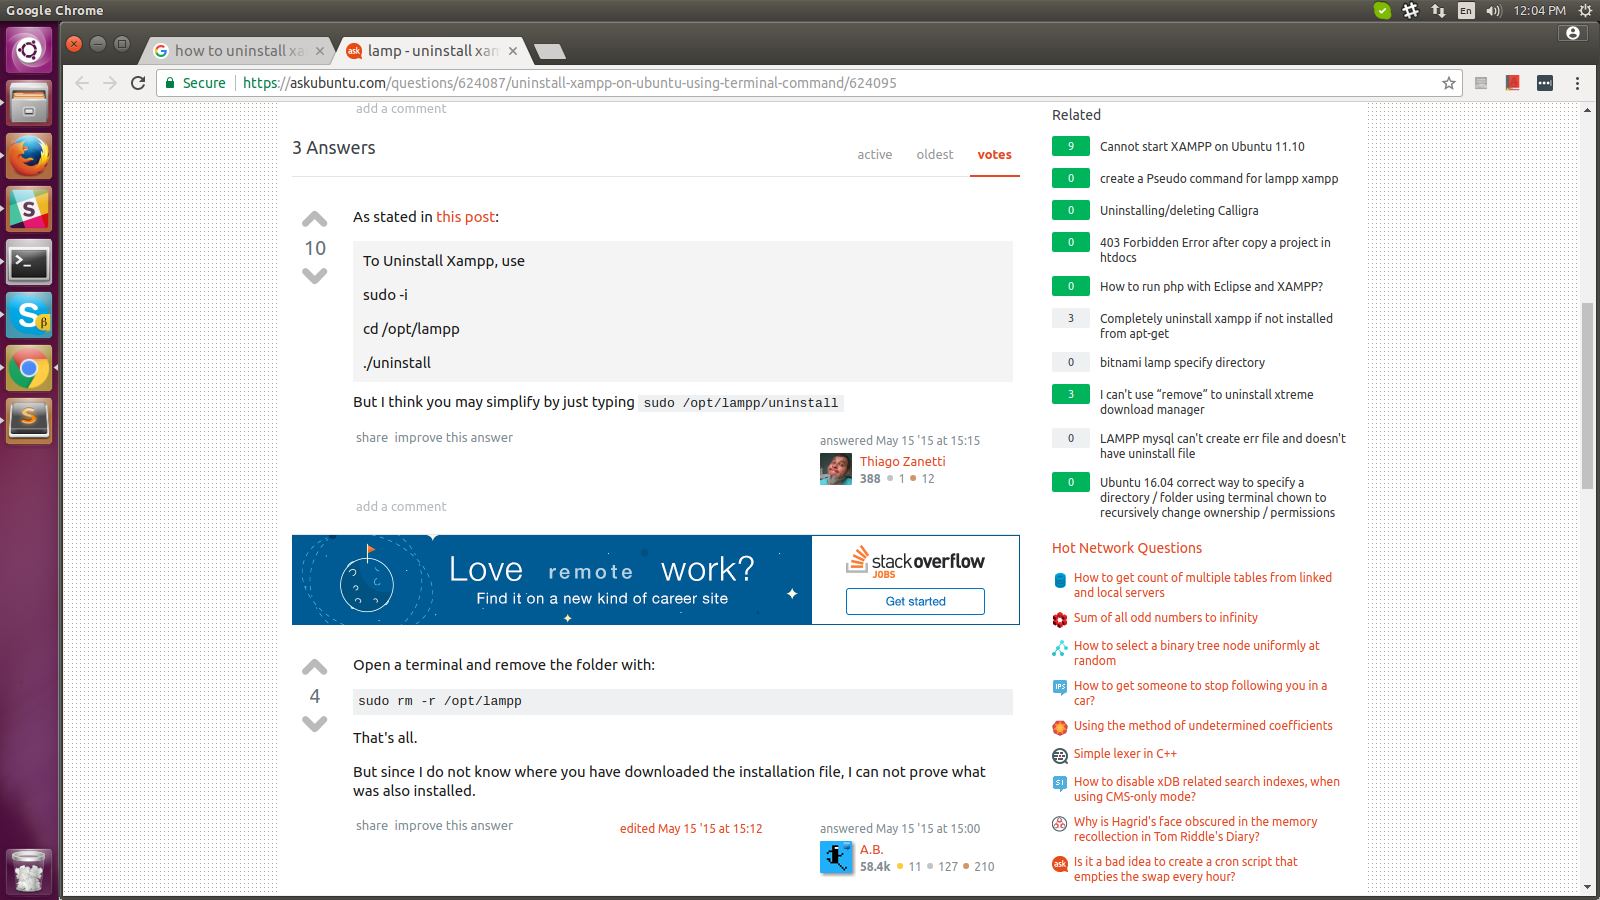 Google Chrome
En
12:04 PM
how to uninstall xa
lamp - uninstall xam
Secure
https://askubuntu.com/questions/624087/uninstall-xampp-on-ubuntu-using-terminal-command/624095
add a comment
3 Answers
active
oldest
votes
10
As stated in this post:
To Uninstall Xampp, use
sudo -i
cd /opt/lampp
./uninstall
But I think you may simplify by just typing sudo /opt/lampp/uninstall
share improve this answer
answered May 15 '15 at 15:15
Thiago Zanetti
388 1 12
add a comment
Love remote work?
Find it on a new kind of career site
stackoverflow
JOBS
Get started
4
Open a terminal and remove the folder with:
sudo rm -r /opt/lampp
That's all.
But since I do not know where you have downloaded the installation file, I can not prove what
was also installed.
share improve this answer
edited May 15 '15 at 15:12
answered May 15 '15 at 15:00
A.B.
58.4k 11 127 210
Related
9 Cannot start XAMPP on Ubuntu 11.10
0 create a Pseudo command for lampp xampp
0 Uninstalling/deleting Calligra
0 403 Forbidden Error after copy a project in
htdocs
0 How to run php with Eclipse and XAMPP?
3 Completely uninstall xampp if not installed
from apt-get
0 bitnami lamp specify directory
3 I can't use “remove” to uninstall xtreme
download manager
0 LAMPP mysql can't create err file and doesn't
have uninstall file
0 Ubuntu 16.04 correct way to specify a
directory / folder using terminal chown to
recursively change ownership / permissions
Hot Network Questions
How to get count of multiple tables from linked
and local servers
Sum of all odd numbers to infinity
How to select a binary tree node uniformly at
random
IPS How to get someone to stop following you in a
car?
Using the method of undetermined coefficients
Simple lexer in C++
SI How to disable xDB related search indexes, when
using CMS-only mode?
Why is Hagrid's face obscured in the memory
recollection in Tom Riddle's Diary?
ask Is it a bad idea to create a cron script that
empties the swap every hour?